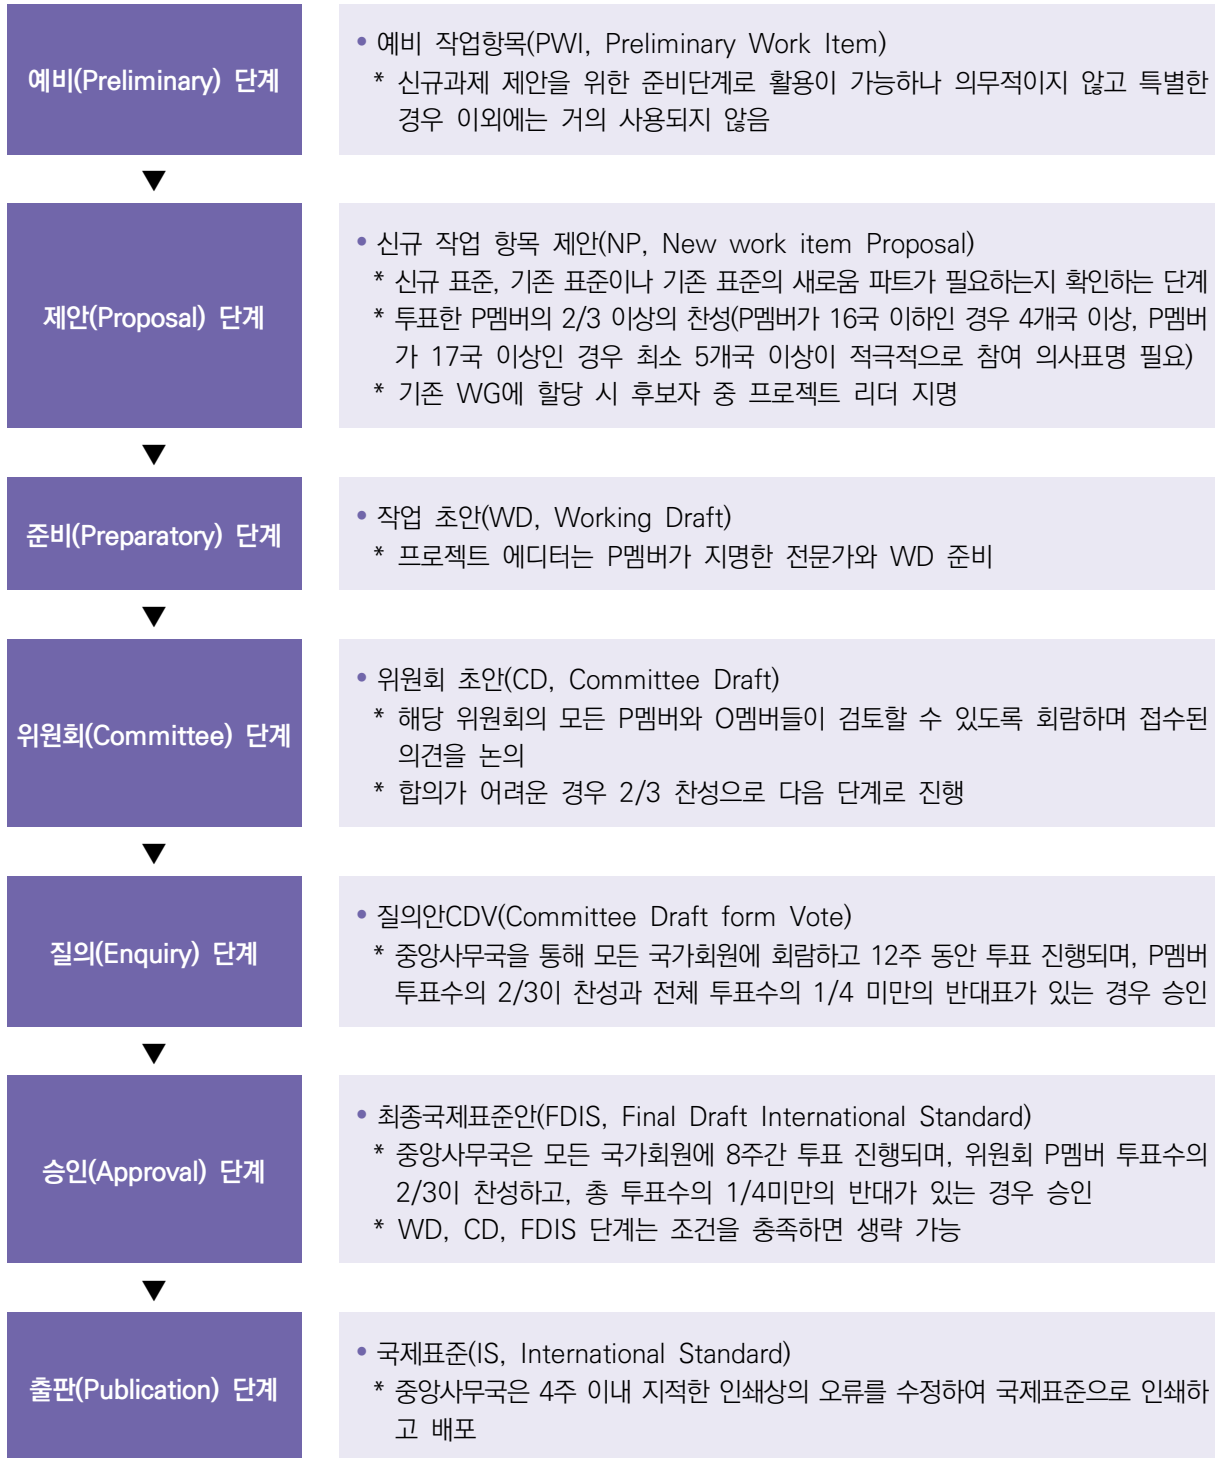 예비(Preliminary) 단계
• 예비 작업항목(PWI, Preliminary Work Item)
* 신규과제 제안을 위한 준비단계로 활용이 가능하나 의무적이지 않고 특별한
경우 이외에는 거의 사용되지 않음
▼
제안(Proposal) 단계
• 신규 작업 항목 제안(NP, New work item Proposal)
* 신규 표준, 기존 표준이나 기존 표준의 새로움 파트가 필요하는지 확인하는 단계
* 투표한 P멤버의 2/3 이상의 찬성(P멤버가 16국 이하인 경우 4개국 이상, P멤버
가 17국 이상인 경우 최소 5개국 이상이 적극적으로 참여 의사표명 필요)
* 기존 WG에 할당 시 후보자 중 프로젝트 리더 지명
▼
준비(Preparatory) 단계
• 작업 초안(WD, Working Draft)
* 프로젝트 에디터는 P멤버가 지명한 전문가와 WD 준비
▼
위원회(Committee) 단계
• 위원회 초안(CD, Committee Draft)
* 해당 위원회의 모든 P멤버와 O멤버들이 검토할 수 있도록 회람하며 접수된
의견을 논의
* 합의가 어려운 경우 2/3 찬성으로 다음 단계로 진행
▼
질의(Enquiry) 단계
• 질의안CDV(Committee Draft form Vote)
* 중앙사무국을 통해 모든 국가회원에 회람하고 12주 동안 투표 진행되며, P멤버
투표수의 2/3이 찬성과 전체 투표수의 1/4 미만의 반대표가 있는 경우 승인
▼
승인(Approval) 단계
• 최종국제표준안(FDIS, Final Draft International Standard)
* 중앙사무국은 모든 국가회원에 8주간 투표 진행되며, 위원회 P멤버 투표수의
2/3이 찬성하고, 총 투표수의 1/4미만의 반대가 있는 경우 승인
* WD, CD, FDIS 단계는 조건을 충족하면 생략 가능
▼
출판(Publication) 단계
• 국제표준(IS, International Standard)
* 중앙사무국은 4주 이내 지적한 인쇄상의 오류를 수정하여 국제표준으로 인쇄하
고 배포